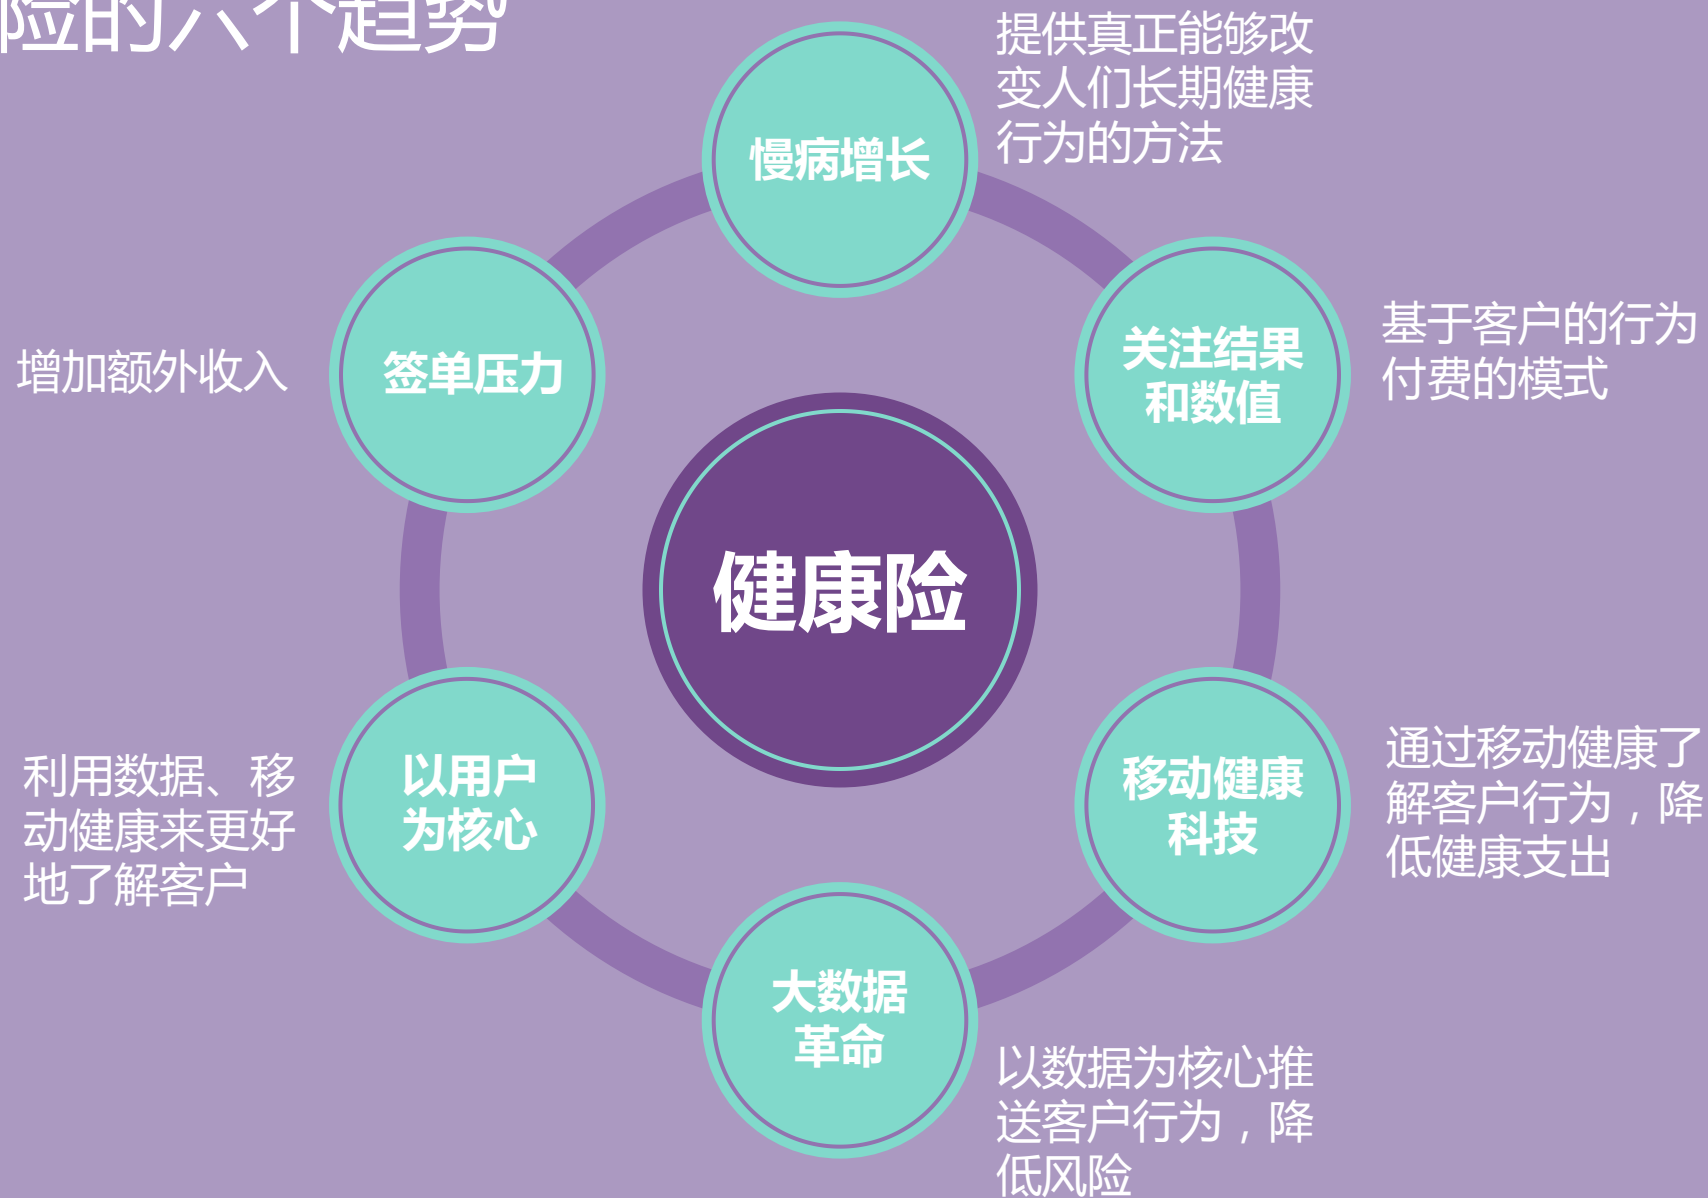 险的六个趋势
提供真正能够改
变人们长期健康
行为的方法
慢病增长
关注结果
和数值
基于客户的行为
付费的模式
增加额外收入
签单压力
健康险
移动健康
科技
通过移动健康了
解客户行为，降
低健康支出
利用数据、移
动健康来更好
地了解客户
以用户
为核心
大数据
革命
以数据为核心推
送客户行为，降
低风险